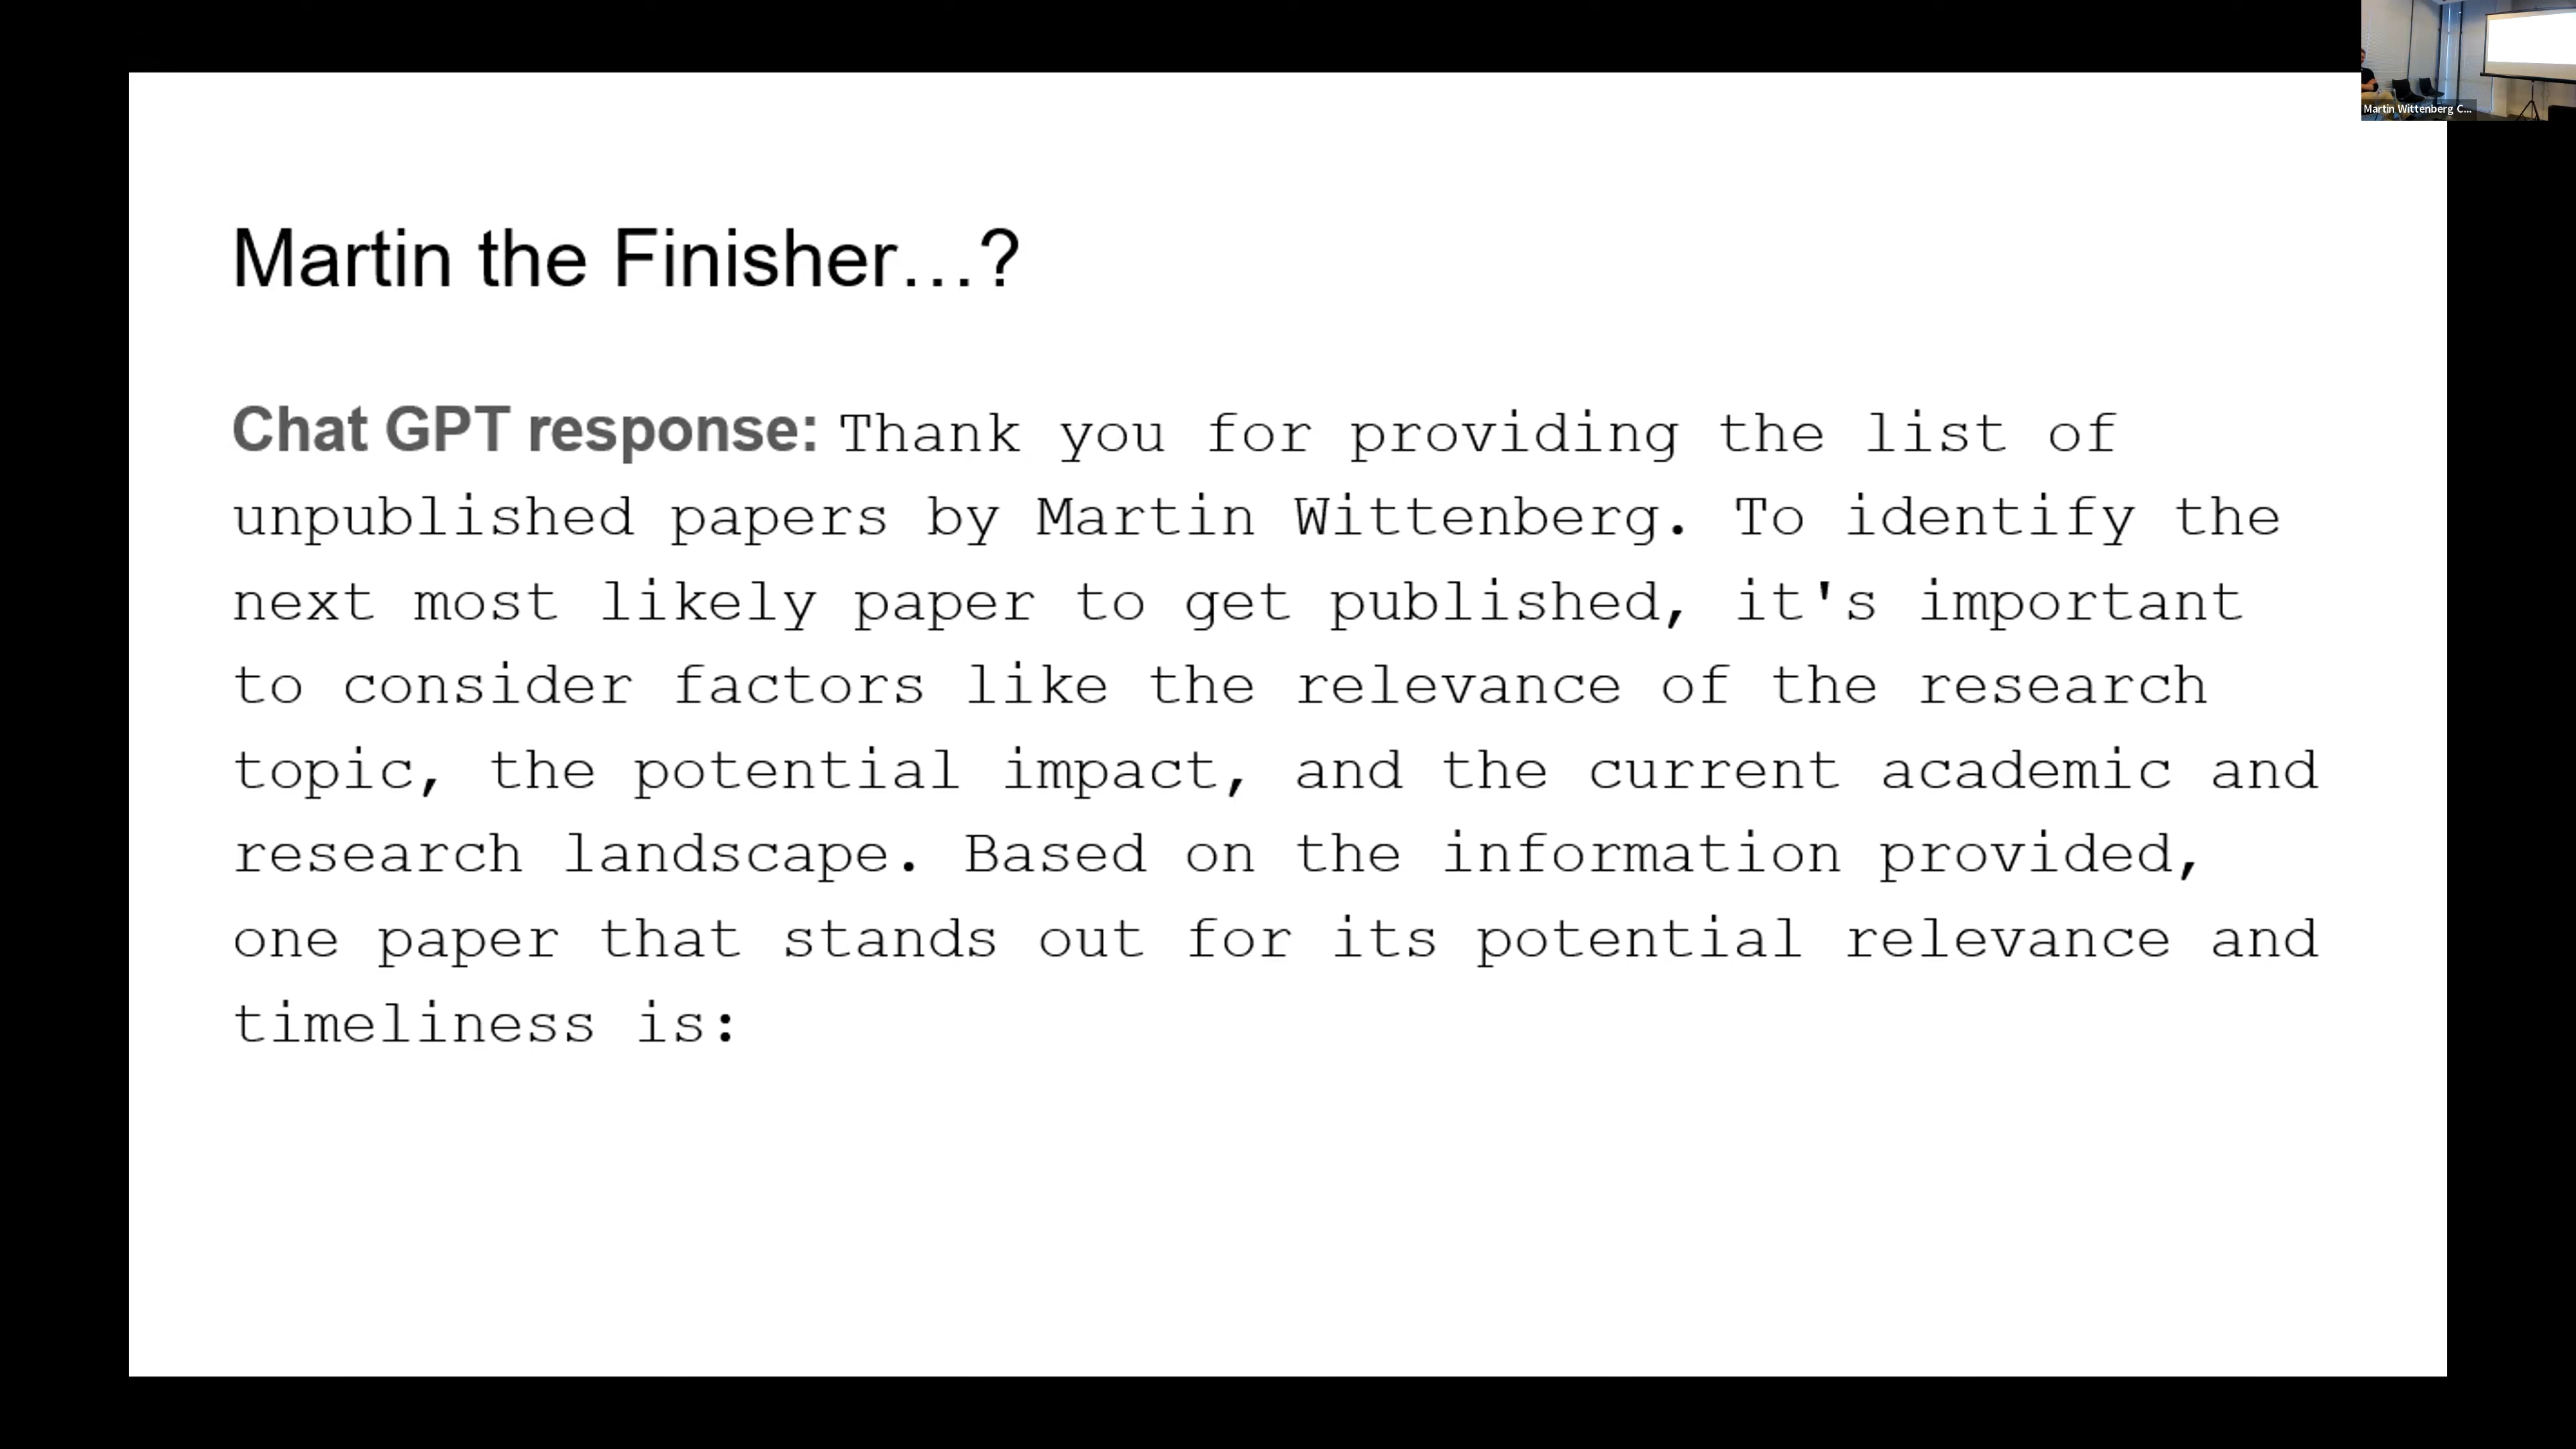 Martin Wittenberg C...
Martin the Finisher...?
Chat GPT response: Thank you for providing the list of
unpublished papers by Martin Wittenberg. To identify the
next most likely paper to get published, it's important
to consider factors like the relevance of the research
topic, the potential impact, and the current academic and
research landscape. Based on the information provided,
one paper that stands out for its potential relevance and
timeliness is: